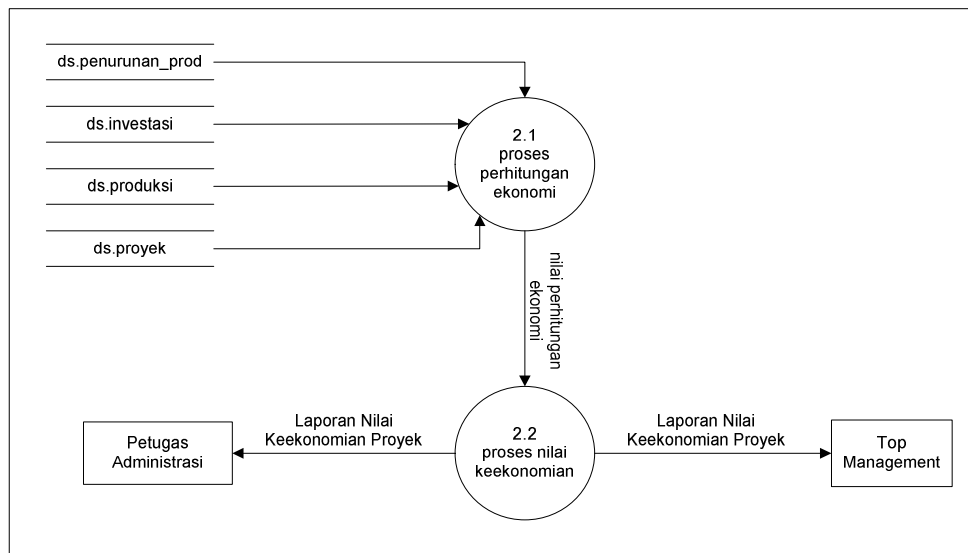 ds.penurunan_prod
ds.investasi
ds.produksi
ds.proyek
2.1
proses
perhitungan
ekonomi
nilai perhitungan
ekonomi
2.2
proses nilai
keekonomian
Laporan Nilai
Keekonomian Proyek
Petugas
Administrasi
Laporan Nilai
Keekonomian Proyek
Top
Management